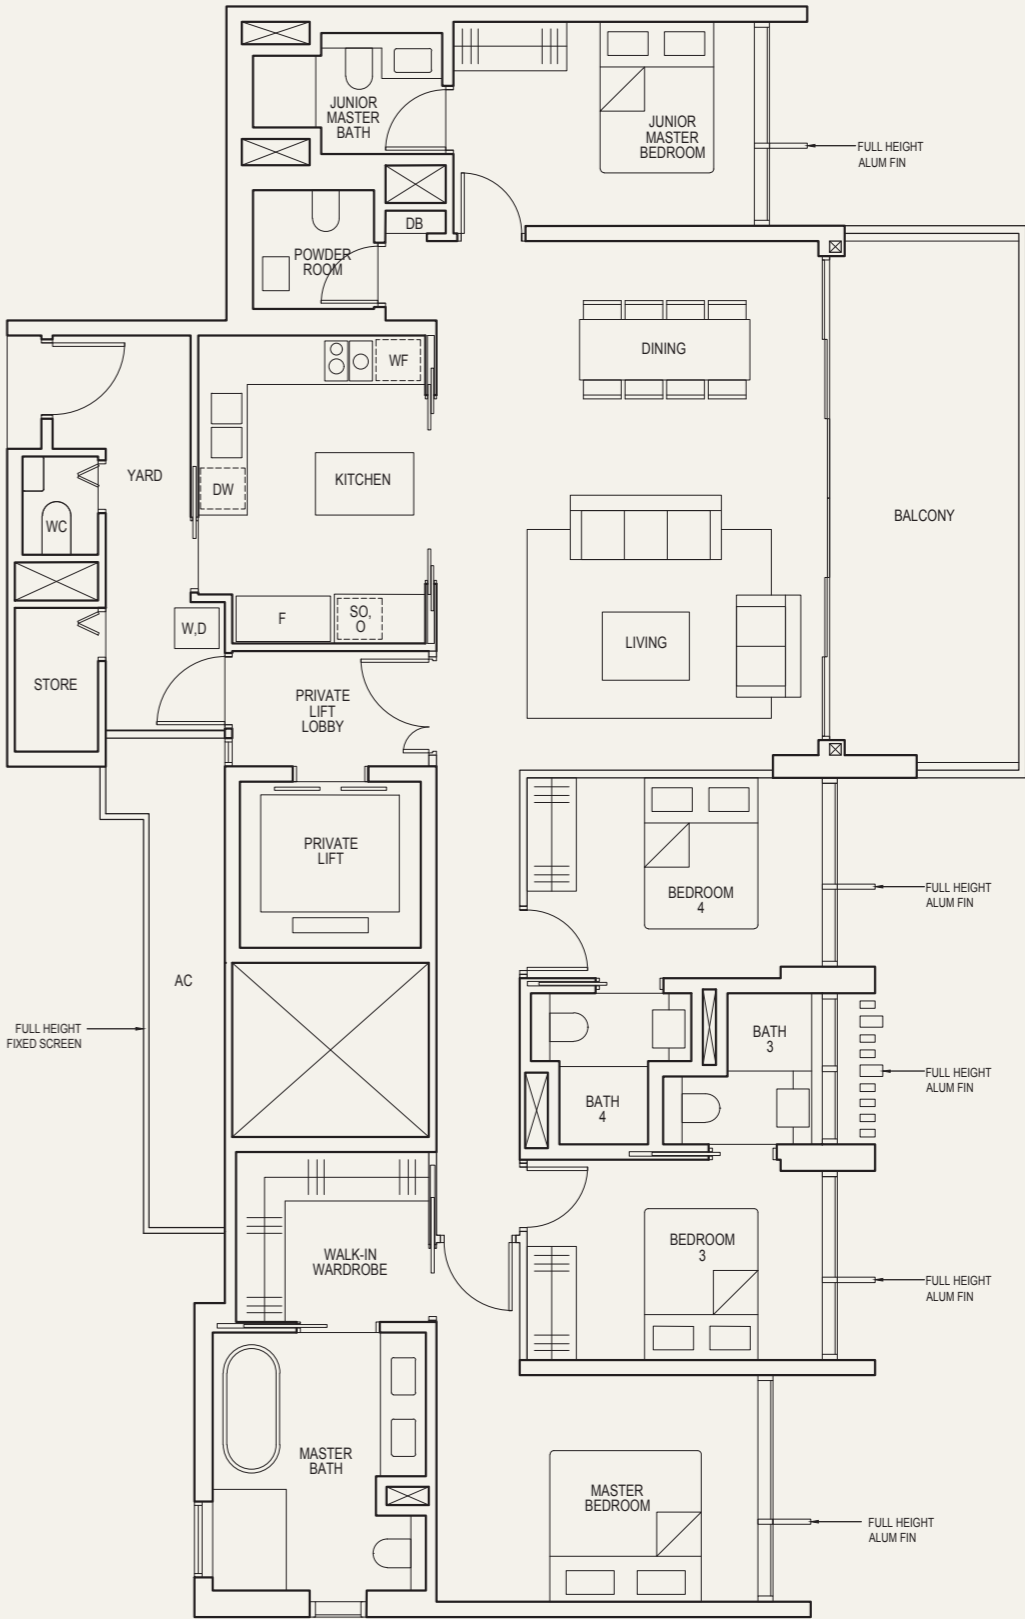 JUNIOR
MASTER
BATH
JUNIOR
MASTER
BEDROOM
FULL HEIGHT
ALUM FIN
DB
POWDER
ROOM
DINING
WF
YARD
KITCHEN
DW
WC
BALCONY
F
SO,
O
W,D
LIVING
STORE
PRIVATE
LIFT
LOBBY
PRIVATE
LIFT
BEDROOM
4
FULL HEIGHT
ALUM FIN
AC
FULL HEIGHT
FIXED SCREEN
BATH
3
FULL HEIGHT
ALUM FIN
BATH
4
WALK-IN
WARDROBE
BEDROOM
3
FULL HEIGHT
ALUM FIN
MASTER
BATH
MASTER
BEDROOM
FULL HEIGHT
ALUM FIN